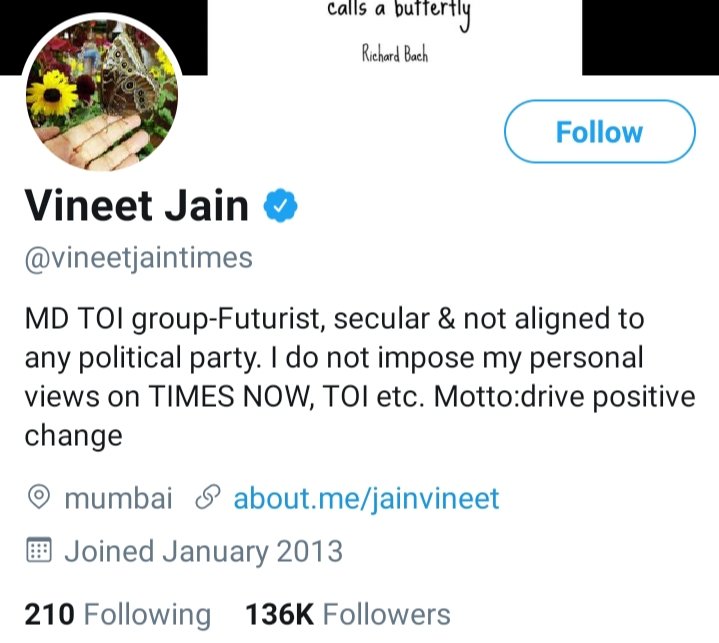 calls a butterfly
Richard Bach
Follow
Vineet Jain
@vineetjaintimes
MD TOI group-Futurist, secular & not aligned to
any political party. I do not impose my personal
views on TIMES NOW, TOI etc. Motto:drive positive
change
mumbai about.me/jainvineet
Joined January 2013
210 Following 136K Followers